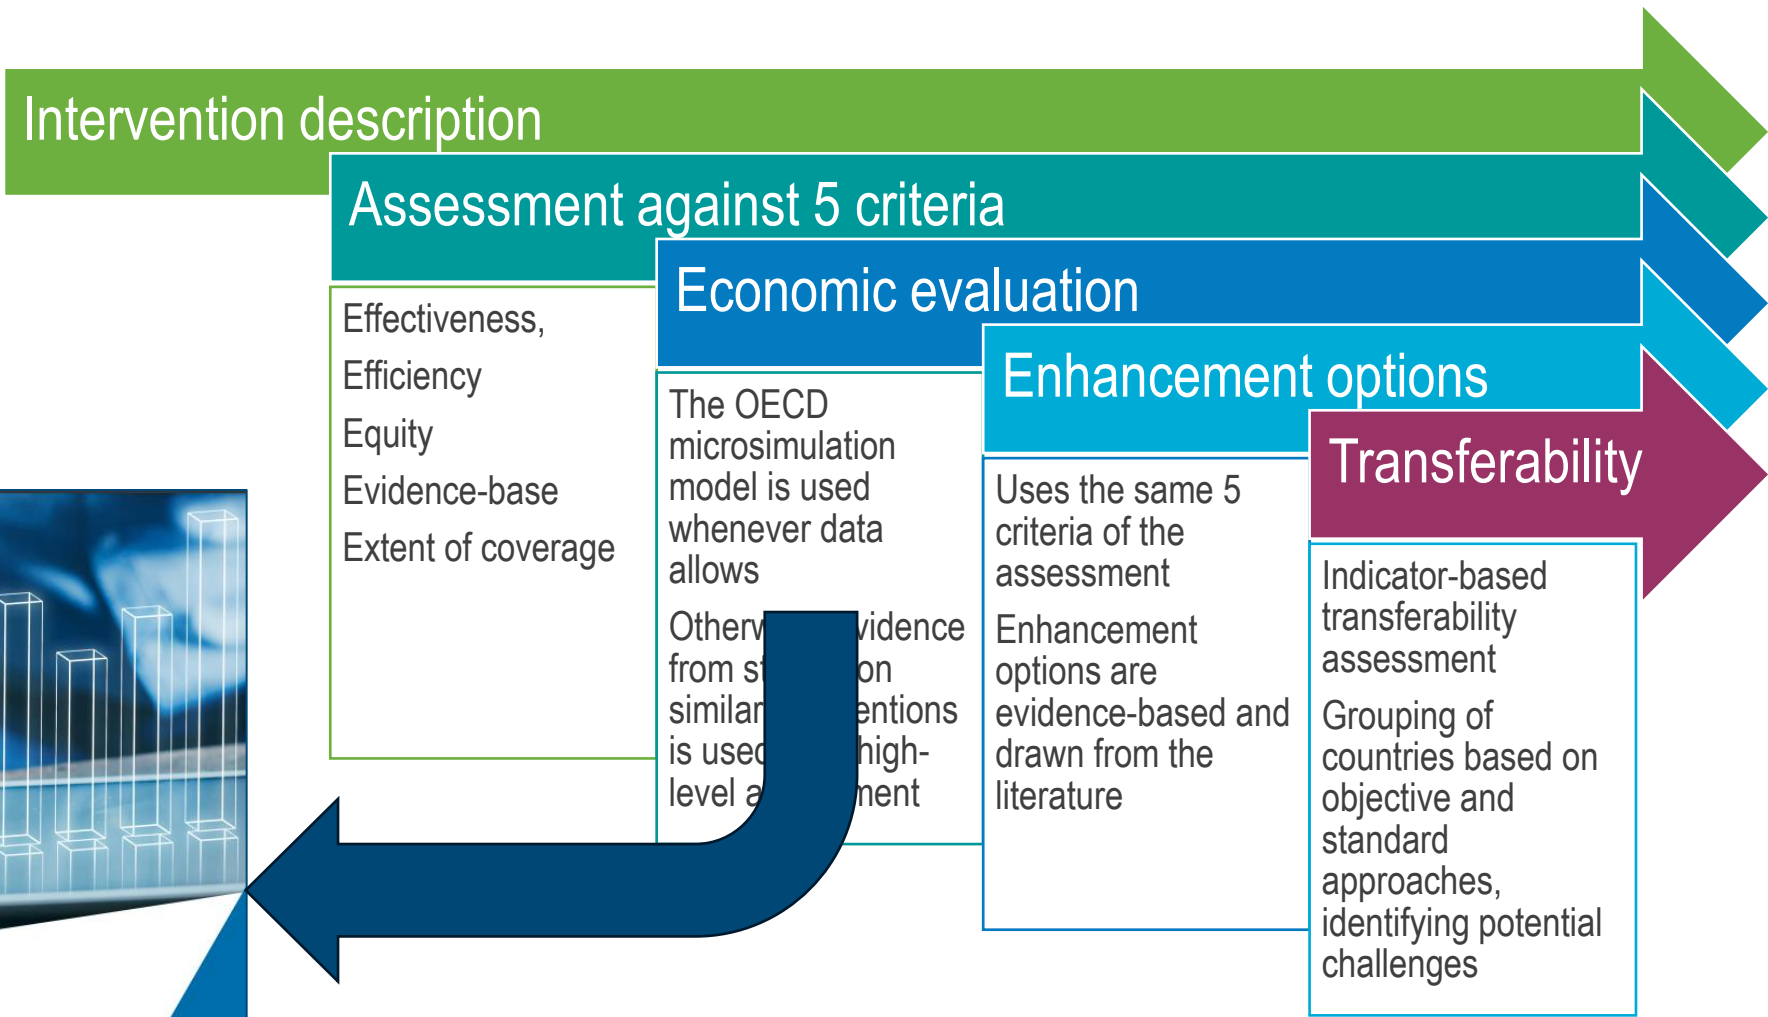 Intervention description
Assessment against 5 criteria
Effectiveness,
Efficiency
Equity
Evidence-base
Extent of coverage
Economic evaluation
The OECD
microsimulation
model is used
whenever data
allows
from on
similar
is used high-
level
Enhancement options
Uses the same 5
criteria of the
assessment
Enhancement
options are
evidence-based and
drawn from the
literature
Transferability
Indicator-based
transferability
assessment
Grouping of
countries based on
objective and
standard
approaches,
identifying potential
challenges